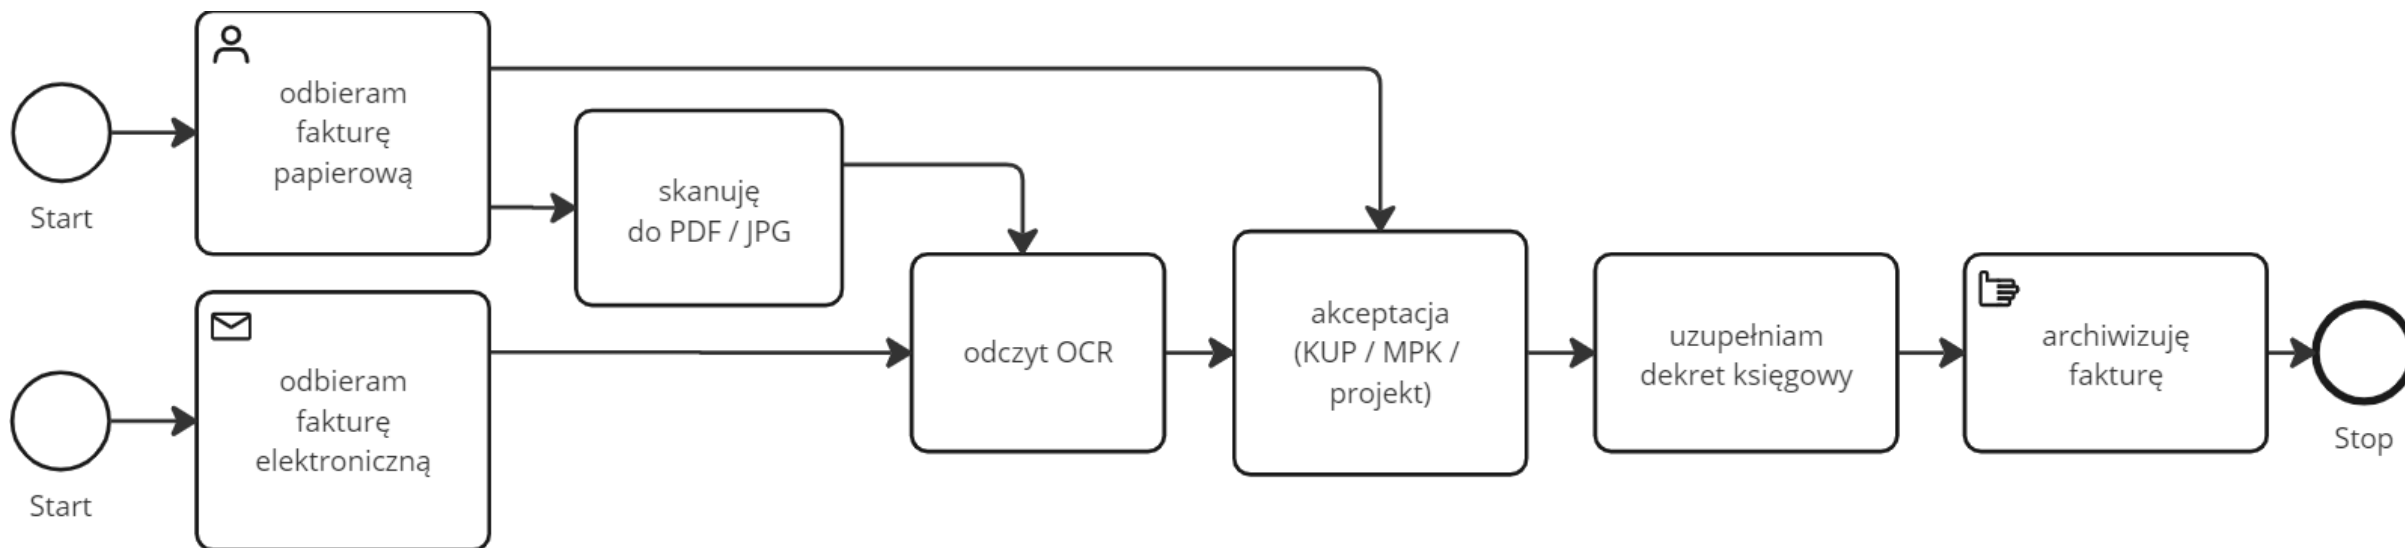 odbieram
fakturę
papierową
Start
skanuję
do PDF / JPG
odbieram
fakturę
elektroniczną
Start
odczyt OCR
akceptacja
(KUP / MPK /
projekt)
uzupełniam
dekret księgowy
archiwizuję
fakturę
Stop